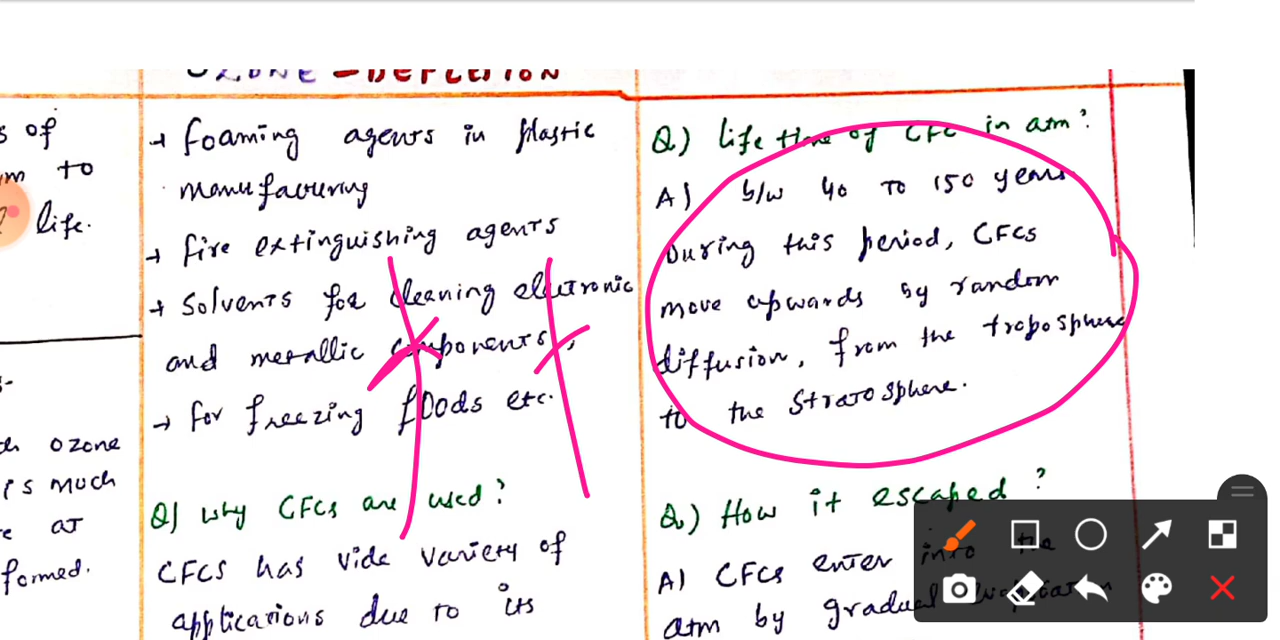 OZONE - DEPLETION
s of
m to
life.
ozone
is much
e at
formed.
→ foaming agents in plastic
manufacturing
→ fire extinguishing agents
→ solvents for cleaning electronic
and metallic components,
→ for freezing foods etc.
Q) why CFCs are used?
CFCs has vide variety of
applications due to its
Q) life time of CFC in atm?
A) b/w 40 to 150 years
During this period, CFCs
move upwards by random
diffusion, from the troposphere
to the stratosphere.
Q) How it escaped?
A) CFCs enter into the
atm by gradual